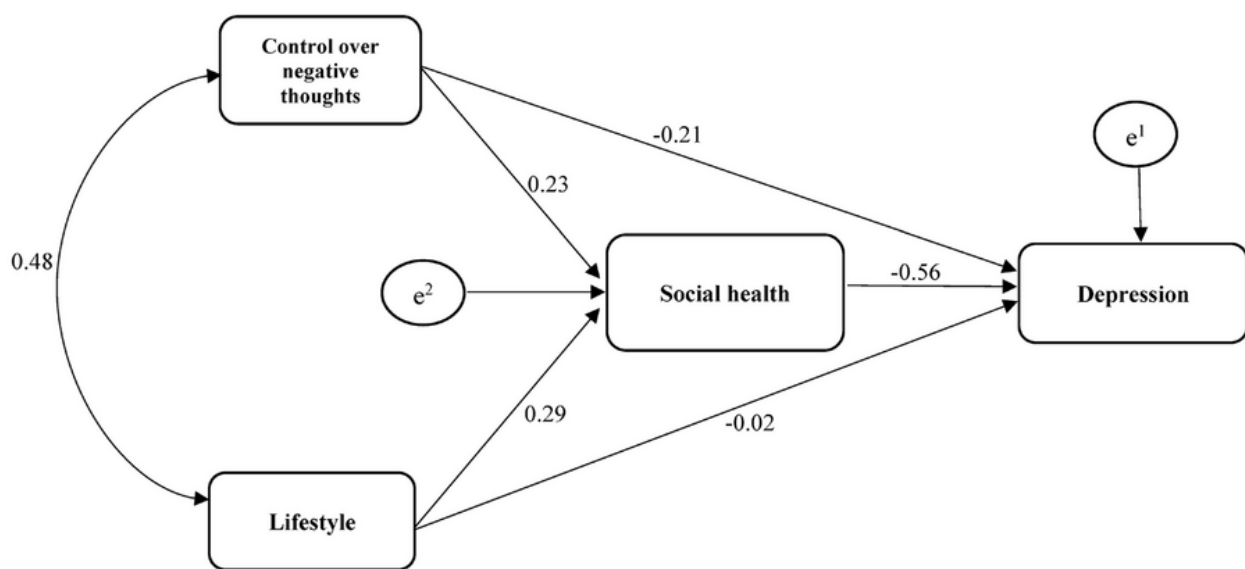 Control over
negative
thoughts
-0.21
e¹
0.23
0.48
e²
Social health
-0.56
Depression
0.29
-0.02
Lifestyle